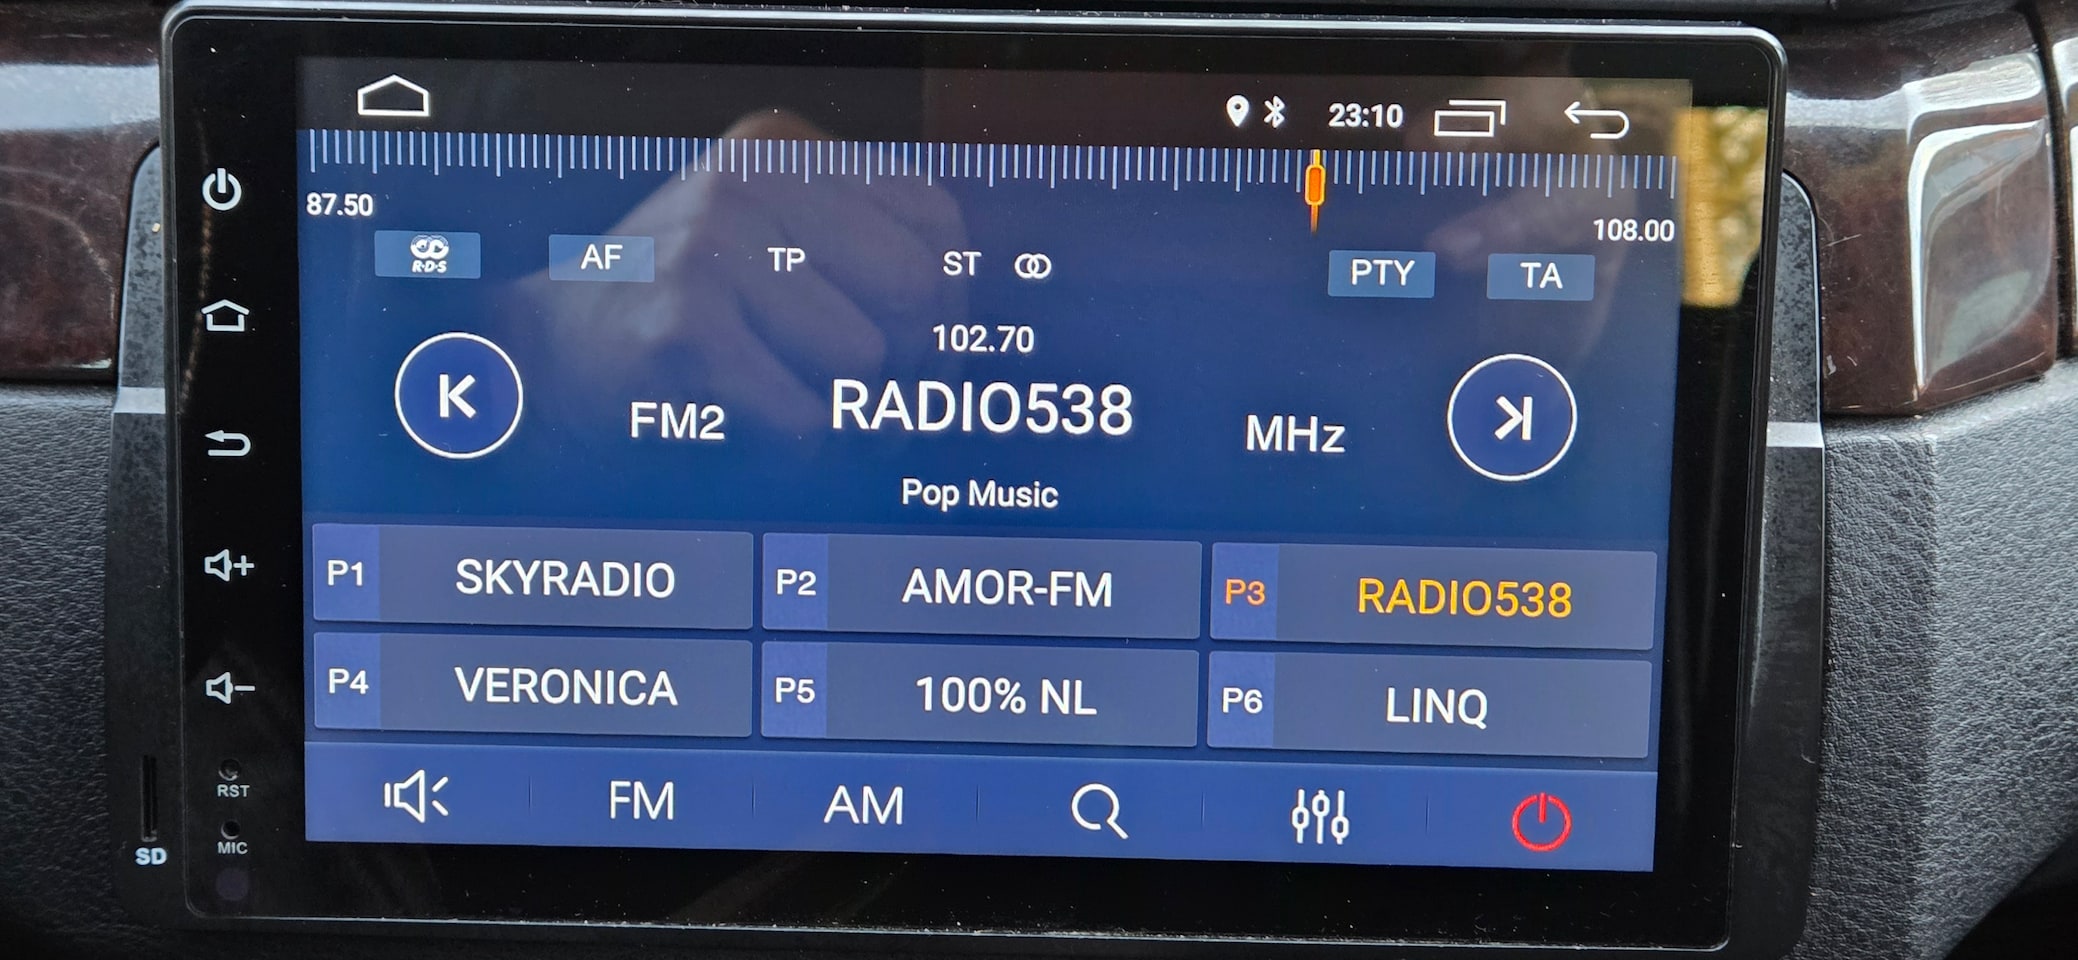 23:10
87.50
108.00
R·D·S AF TP ST PTY TA
102.70
FM2 RADIO538 MHz
Pop Music
P1 SKYRADIO P2 AMOR-FM P3 RADIO538
P4 VERONICA P5 100% NL P6 LINQ
FM AM
RST
MIC
SD